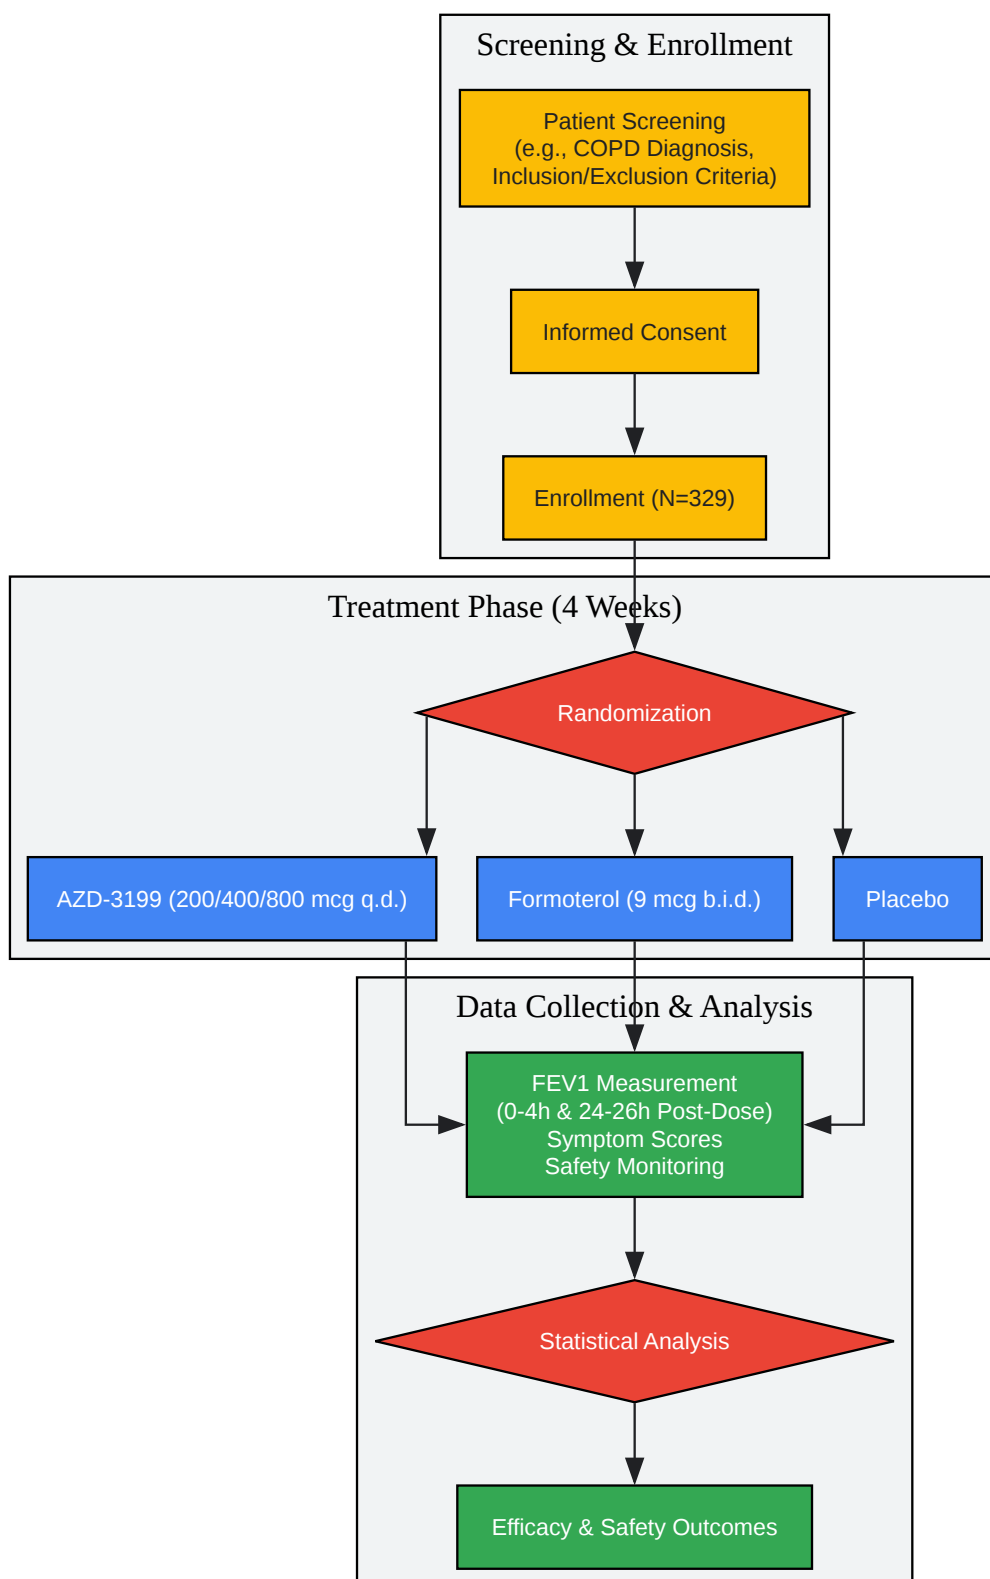 Screening & Enrollment
Patient Screening
(e.g., COPD Diagnosis,
Inclusion/Exclusion Criteria)
Informed Consent
Enrollment (N=329)
Treatment Phase (4 Weeks)
Randomization
AZD-3199 (200/400/800 mcg q.d.)
Formoterol (9 mcg b.i.d.)
Placebo
Data Collection & Analysis
FEV1 Measurement
(0-4h & 24-26h Post-Dose)
Symptom Scores
Safety Monitoring
Statistical Analysis
Efficacy & Safety Outcomes